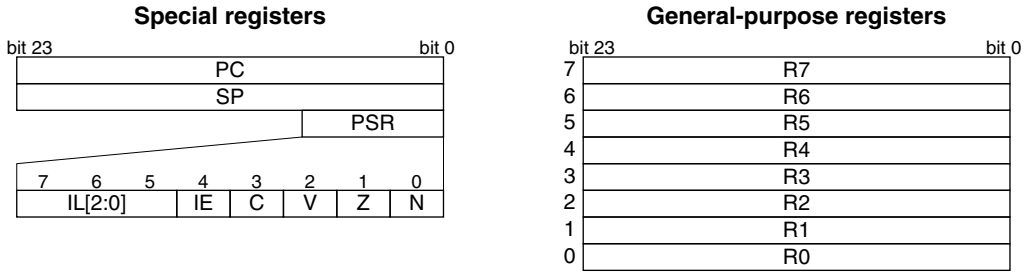 Special registers
bit 23 bit 0
PC
SP
PSR
7 6 5 4 3 2 1 0
IL[2:0] IE C V Z N
General-purpose registers
bit 23 bit 0
7 R7
6 R6
5 R5
4 R4
3 R3
2 R2
1 R1
0 R0